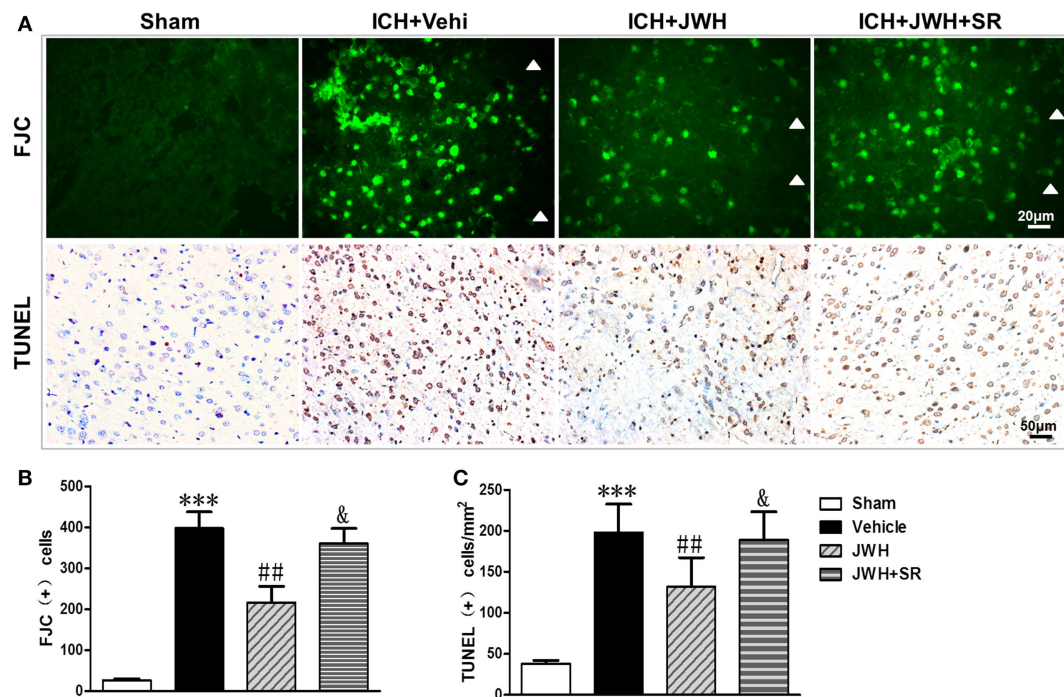 A
Sham
ICH+Vehi
ICH+JWH
ICH+JWH+SR
FJC
20μm
TUNEL
50μm
B
FJC（+） cells
500
400
300
200
100
0
***
##
&
C
TUNEL（+） cells/mm²
250
200
150
100
50
0
***
##
&
Sham
Vehicle
JWH
JWH+SR